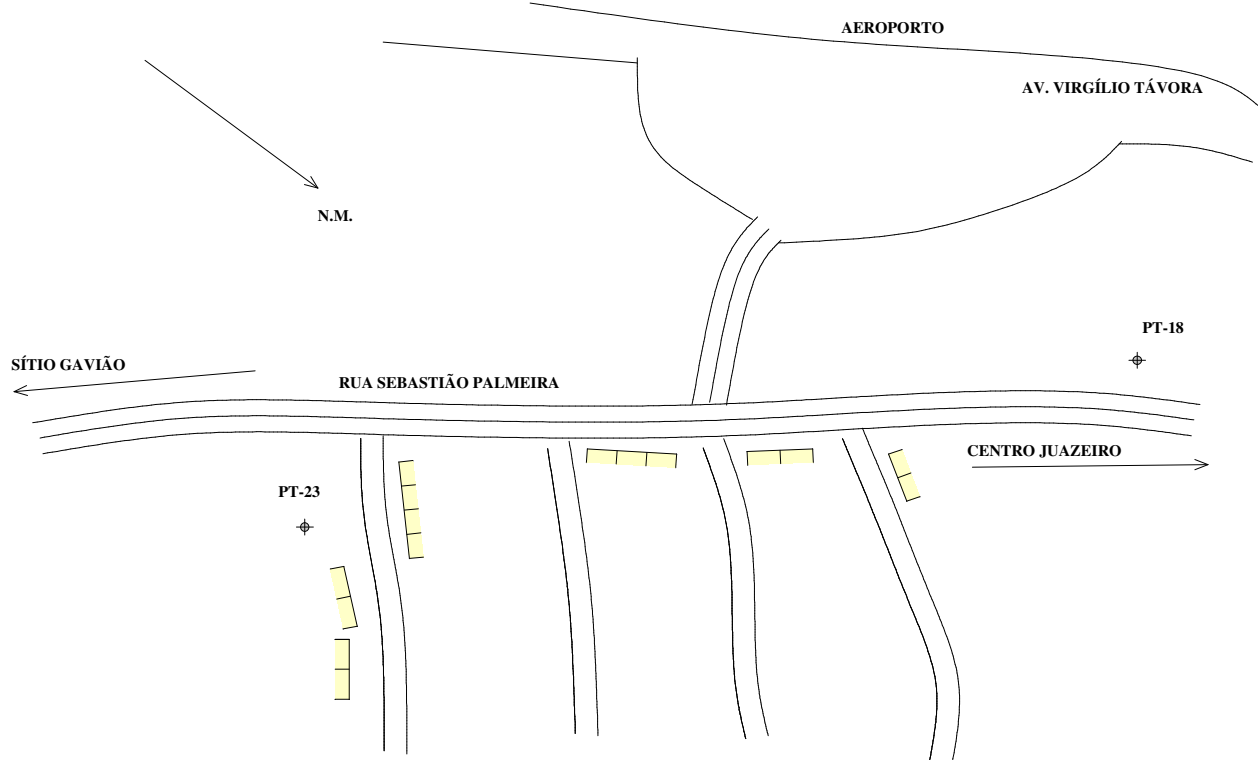 AEROPORTO
AV. VIRGÍLIO TÁVORA
N.M.
PT-18
SÍTIO GAVIÃO
RUA SEBASTIÃO PALMEIRA
CENTRO JUAZEIRO
PT-23